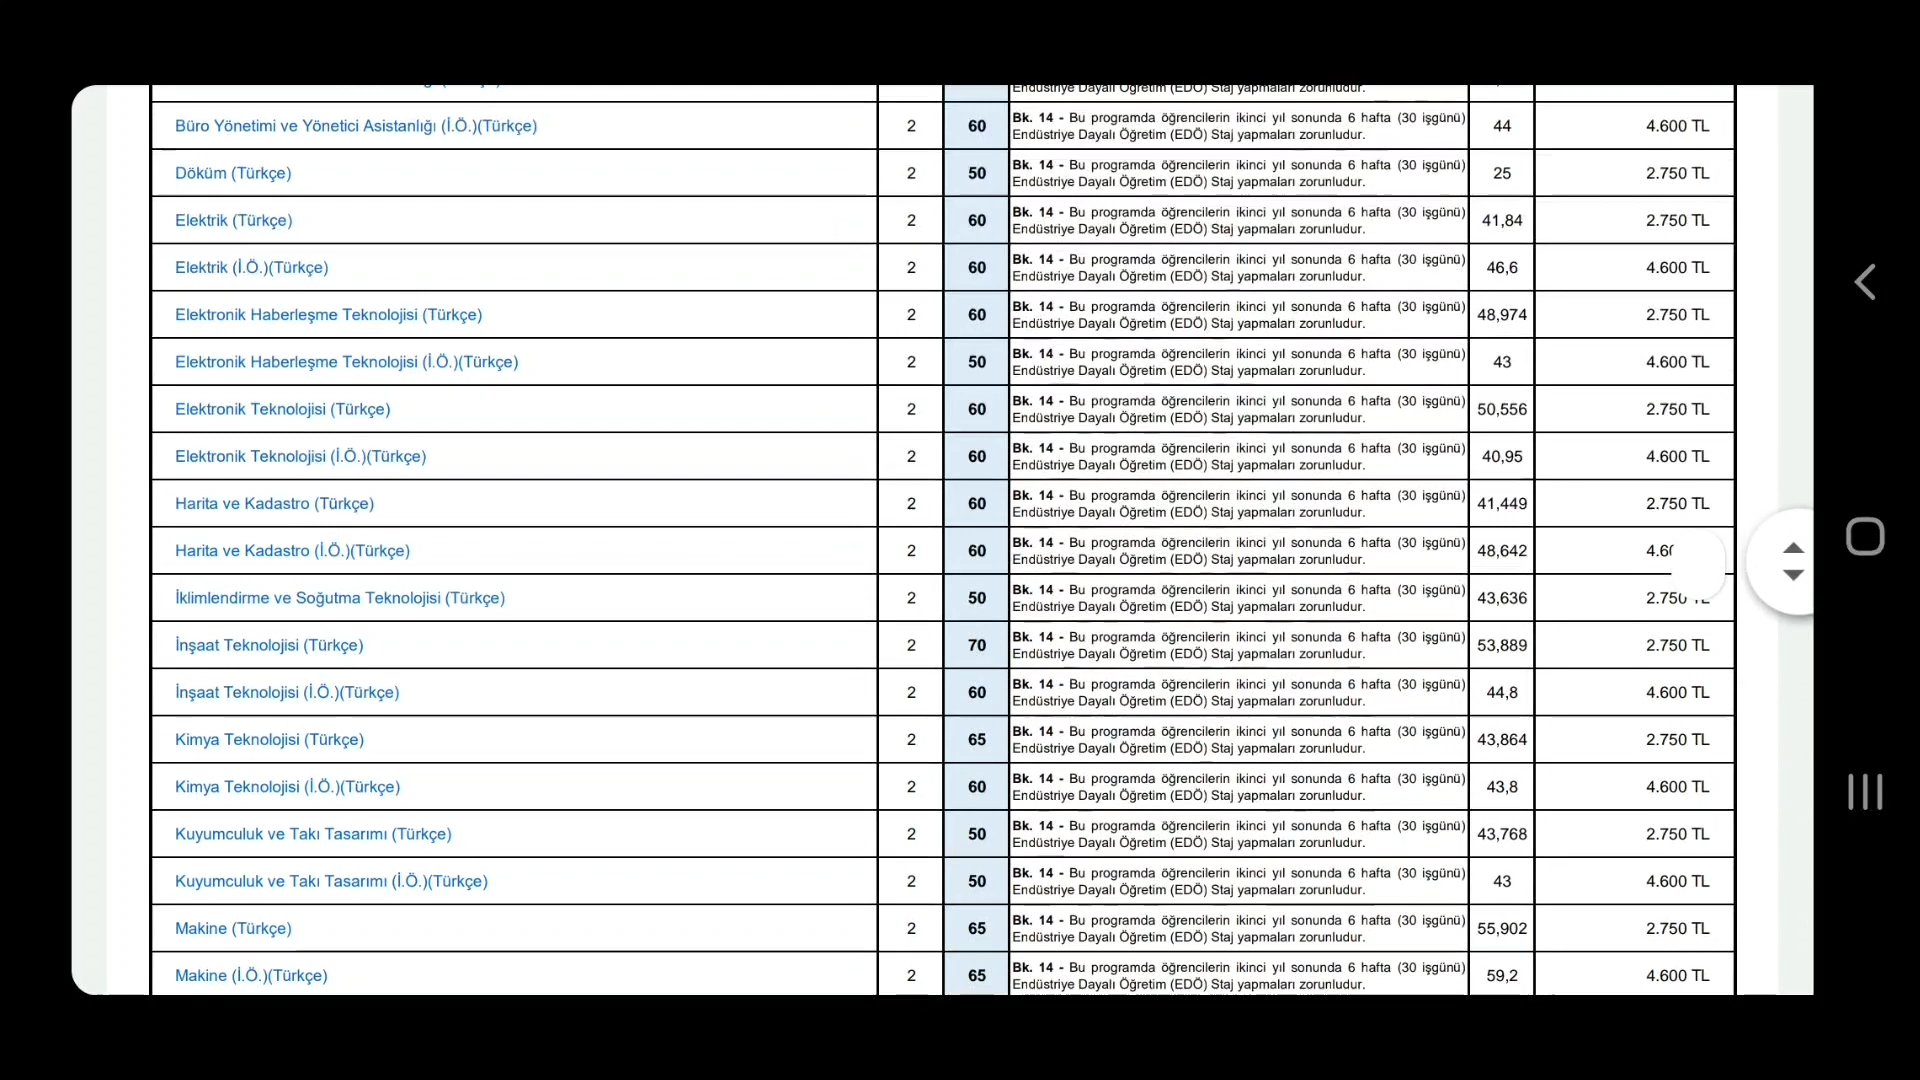 Endüstriye Dayalı Öğretim (EDÖ) Staj yapmaları zorunludur.
Büro Yönetimi ve Yönetici Asistanlığı (İ.Ö.)(Türkçe) 2 60 Bk. 14 - Bu programda öğrencilerin ikinci yıl sonunda 6 hafta (30 işgünü) 44 4.600 TL
Endüstriye Dayalı Öğretim (EDÖ) Staj yapmaları zorunludur.
Döküm (Türkçe) 2 50 Bk. 14 - Bu programda öğrencilerin ikinci yıl sonunda 6 hafta (30 işgünü) 25 2.750 TL
Endüstriye Dayalı Öğretim (EDÖ) Staj yapmaları zorunludur.
Elektrik (Türkçe) 2 60 Bk. 14 - Bu programda öğrencilerin ikinci yıl sonunda 6 hafta (30 işgünü) 41,84 2.750 TL
Endüstriye Dayalı Öğretim (EDÖ) Staj yapmaları zorunludur.
Elektrik (İ.Ö.)(Türkçe) 2 60 Bk. 14 - Bu programda öğrencilerin ikinci yıl sonunda 6 hafta (30 işgünü) 46,6 4.600 TL
Endüstriye Dayalı Öğretim (EDÖ) Staj yapmaları zorunludur.
Elektronik Haberleşme Teknolojisi (Türkçe) 2 60 Bk. 14 - Bu programda öğrencilerin ikinci yıl sonunda 6 hafta (30 işgünü) 48,974 2.750 TL
Endüstriye Dayalı Öğretim (EDÖ) Staj yapmaları zorunludur.
Elektronik Haberleşme Teknolojisi (İ.Ö.)(Türkçe) 2 50 Bk. 14 - Bu programda öğrencilerin ikinci yıl sonunda 6 hafta (30 işgünü) 43 4.600 TL
Endüstriye Dayalı Öğretim (EDÖ) Staj yapmaları zorunludur.
Elektronik Teknolojisi (Türkçe) 2 60 Bk. 14 - Bu programda öğrencilerin ikinci yıl sonunda 6 hafta (30 işgünü) 50,556 2.750 TL
Endüstriye Dayalı Öğretim (EDÖ) Staj yapmaları zorunludur.
Elektronik Teknolojisi (İ.Ö.)(Türkçe) 2 60 Bk. 14 - Bu programda öğrencilerin ikinci yıl sonunda 6 hafta (30 işgünü) 40,95 4.600 TL
Endüstriye Dayalı Öğretim (EDÖ) Staj yapmaları zorunludur.
Harita ve Kadastro (Türkçe) 2 60 Bk. 14 - Bu programda öğrencilerin ikinci yıl sonunda 6 hafta (30 işgünü) 41,449 2.750 TL
Endüstriye Dayalı Öğretim (EDÖ) Staj yapmaları zorunludur.
Harita ve Kadastro (İ.Ö.)(Türkçe) 2 60 Bk. 14 - Bu programda öğrencilerin ikinci yıl sonunda 6 hafta (30 işgünü) 48,642
Endüstriye Dayalı Öğretim (EDÖ) Staj yapmaları zorunludur.
İklimlendirme ve Soğutma Teknolojisi (Türkçe) 2 50 Bk. 14 - Bu programda öğrencilerin ikinci yıl sonunda 6 hafta (30 işgünü) 43,636 2.750
Endüstriye Dayalı Öğretim (EDÖ) Staj yapmaları zorunludur.
İnşaat Teknolojisi (Türkçe) 2 70 Bk. 14 - Bu programda öğrencilerin ikinci yıl sonunda 6 hafta (30 işgünü) 53,889 2.750 TL
Endüstriye Dayalı Öğretim (EDÖ) Staj yapmaları zorunludur.
İnşaat Teknolojisi (İ.Ö.)(Türkçe) 2 60 Bk. 14 - Bu programda öğrencilerin ikinci yıl sonunda 6 hafta (30 işgünü) 44,8 4.600 TL
Endüstriye Dayalı Öğretim (EDÖ) Staj yapmaları zorunludur.
Kimya Teknolojisi (Türkçe) 2 65 Bk. 14 - Bu programda öğrencilerin ikinci yıl sonunda 6 hafta (30 işgünü) 43,864 2.750 TL
Endüstriye Dayalı Öğretim (EDÖ) Staj yapmaları zorunludur.
Kimya Teknolojisi (İ.Ö.)(Türkçe) 2 60 Bk. 14 - Bu programda öğrencilerin ikinci yıl sonunda 6 hafta (30 işgünü) 43,8 4.600 TL
Endüstriye Dayalı Öğretim (EDÖ) Staj yapmaları zorunludur.
Kuyumculuk ve Takı Tasarımı (Türkçe) 2 50 Bk. 14 - Bu programda öğrencilerin ikinci yıl sonunda 6 hafta (30 işgünü) 43,768 2.750 TL
Endüstriye Dayalı Öğretim (EDÖ) Staj yapmaları zorunludur.
Kuyumculuk ve Takı Tasarımı (İ.Ö.)(Türkçe) 2 50 Bk. 14 - Bu programda öğrencilerin ikinci yıl sonunda 6 hafta (30 işgünü) 43 4.600 TL
Endüstriye Dayalı Öğretim (EDÖ) Staj yapmaları zorunludur.
Makine (Türkçe) 2 65 Bk. 14 - Bu programda öğrencilerin ikinci yıl sonunda 6 hafta (30 işgünü) 55,902 2.750 TL
Endüstriye Dayalı Öğretim (EDÖ) Staj yapmaları zorunludur.
Makine (İ.Ö.)(Türkçe) 2 65 Bk. 14 - Bu programda öğrencilerin ikinci yıl sonunda 6 hafta (30 işgünü) 59,2 4.600 TL
Endüstriye Dayalı Öğretim (EDÖ) Staj yapmaları zorunludur.